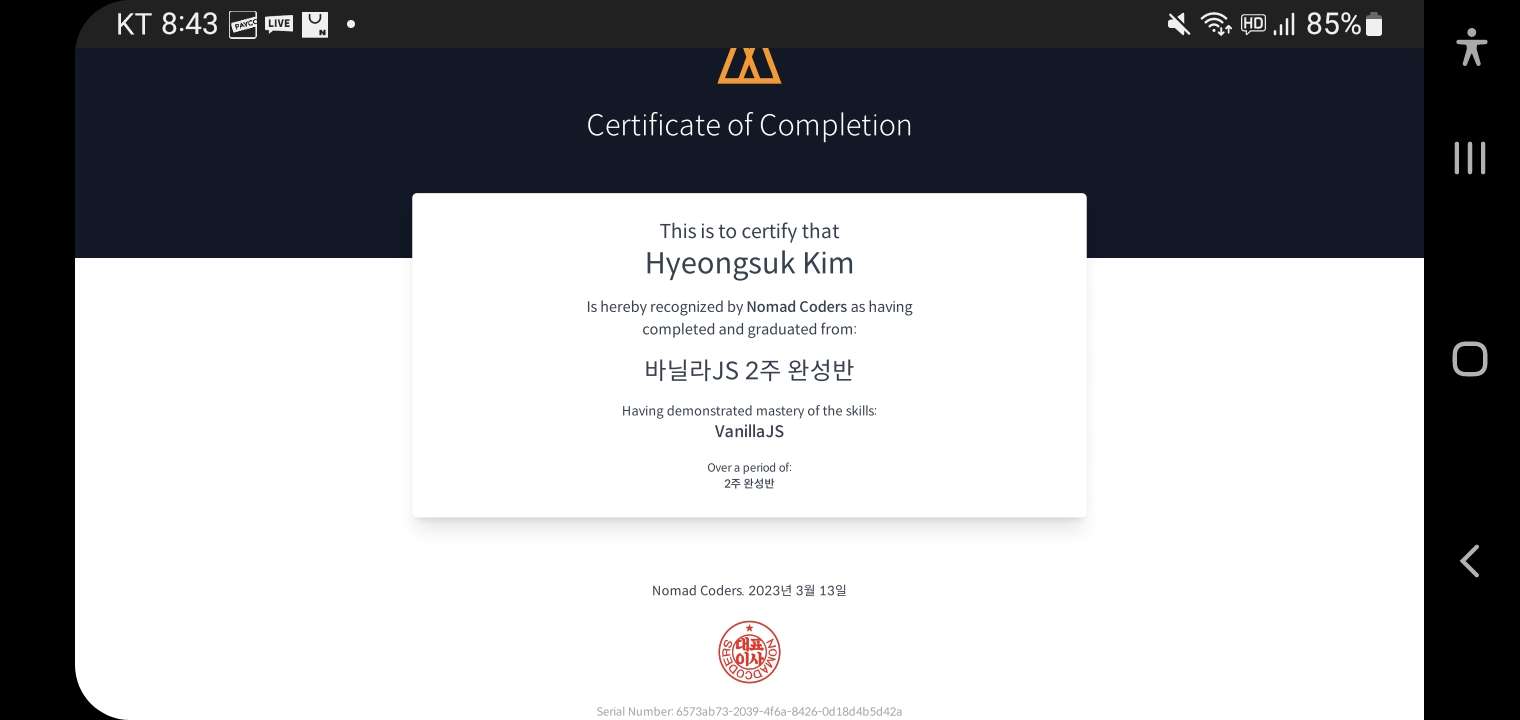 KT 8:43 PAYCO LIVE N HD 85%
Certificate of Completion
This is to certify that
Hyeongsuk Kim
Is hereby recognized by Nomad Coders as having
completed and graduated from:
바닐라JS 2주 완성반
Having demonstrated mastery of the skills:
VanillaJS
Over a period of:
2주 완성반
Nomad Coders. 2023년 3월 13일
대표
이사
NOMADCODERS
Serial Number: 6573ab73-2039-4f6a-8426-0d18d4b5d42a